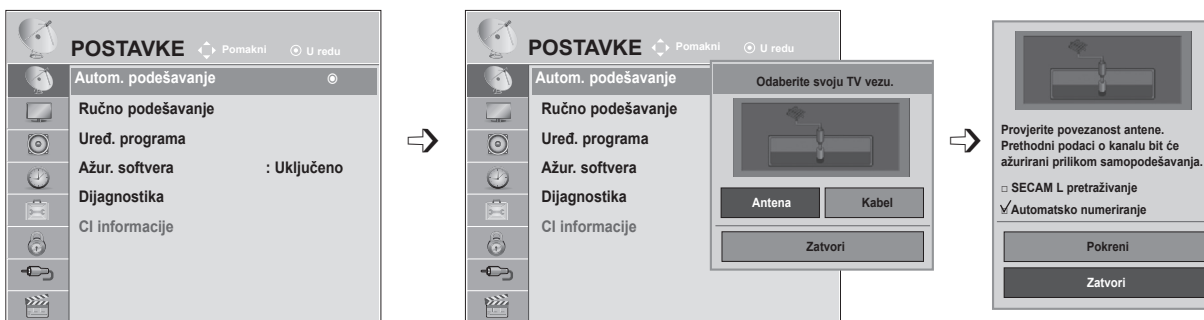 POSTAVKE Pomakni U redu
Autom. podešavanje
Ručno podešavanje
Uređ. programa
Ažur. softvera : Uključeno
Dijagnostika
CI informacije
POSTAVKE Pomakni U redu
Autom. podešavanje
Ručno podešavanje
Uređ. programa
Ažur. softvera
Dijagnostika
CI informacije
Odaberite svoju TV vezu.
Antena Kabel
Zatvori
Provjerite povezanost antene.
Prethodni podaci o kanalu bit će
ažurirani prilikom samopodešavanja.
SECAM L pretraživanje
Automatsko numeriranje
Pokreni
Zatvori